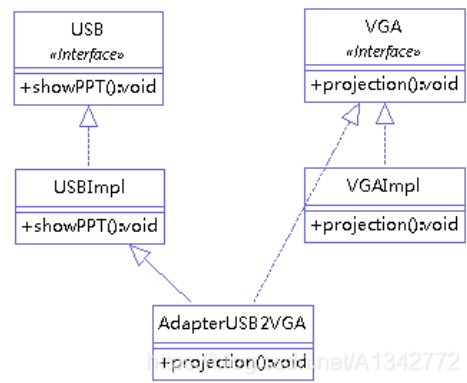 USB
«Interface»
+showPPT():void
VGA
«Interface»
+projection():void
USBImpl
+showPPT():void
VGAImpl
+projection():void
AdapterUSB2VGA
+projection():void